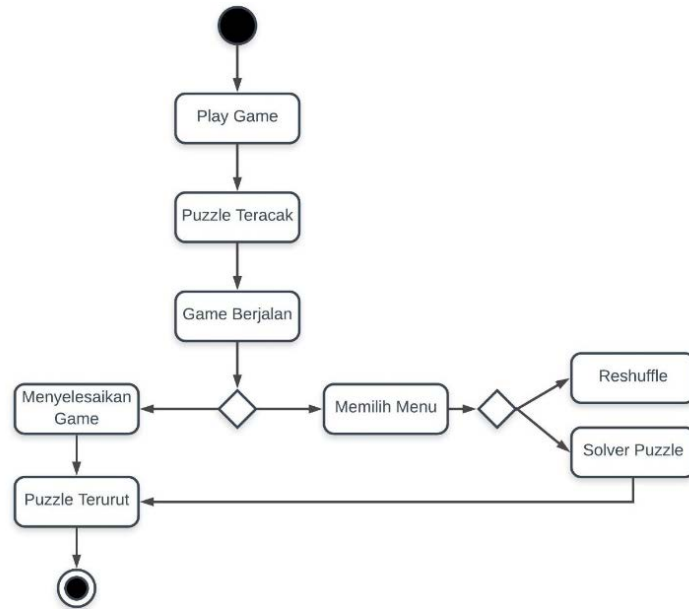 Play Game
Puzzle Teracak
Game Berjalan
Menyelesaikan
Game
Memilih Menu
Reshuffle
Solver Puzzle
Puzzle Terurut